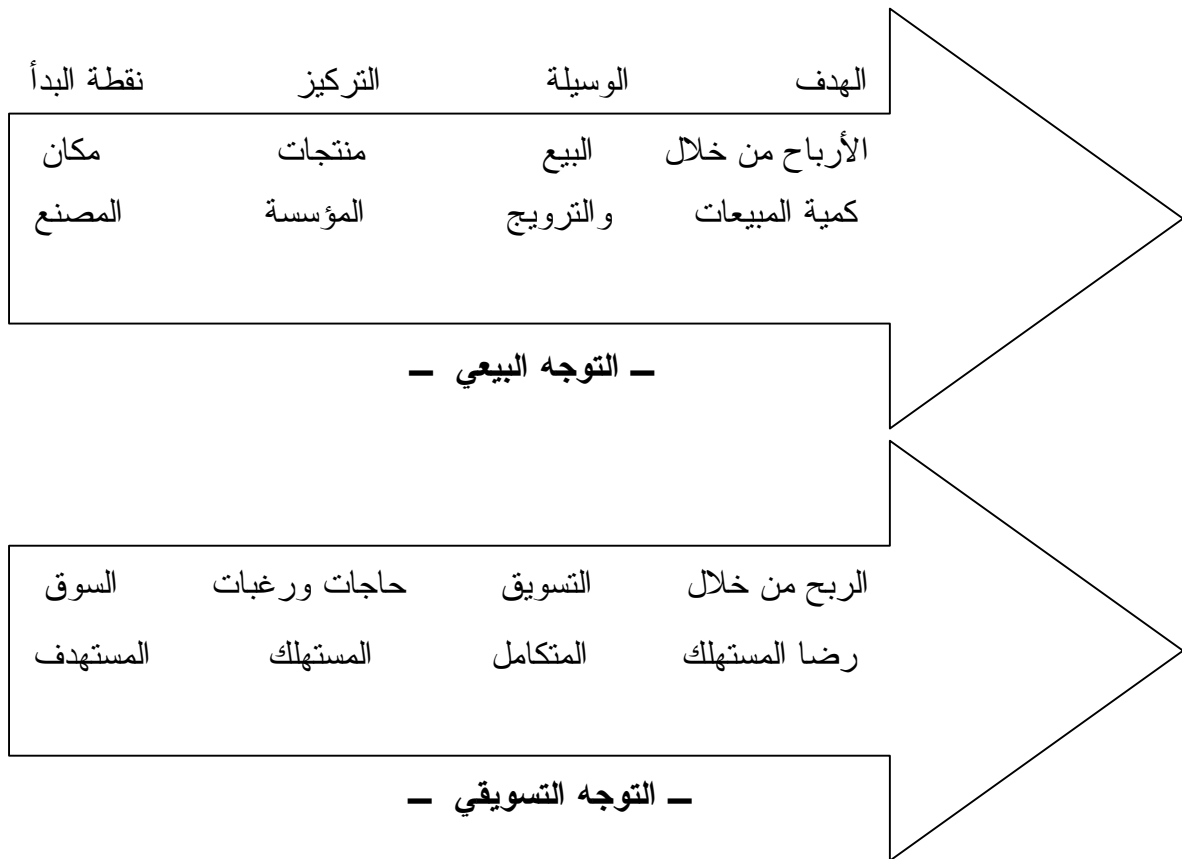 الهدف الوسيلة التركيز نقطة البدأ
الأرباح من خلال البيع منتجات مكان
كمية المبيعات والترويج المؤسسة المصنع
ـ التوجه البيعي ـ
الربح من خلال التسويق حاجات ورغبات السوق
رضا المستهلك المتكامل المستهلك المستهدف
ـ التوجه التسويقي ـ